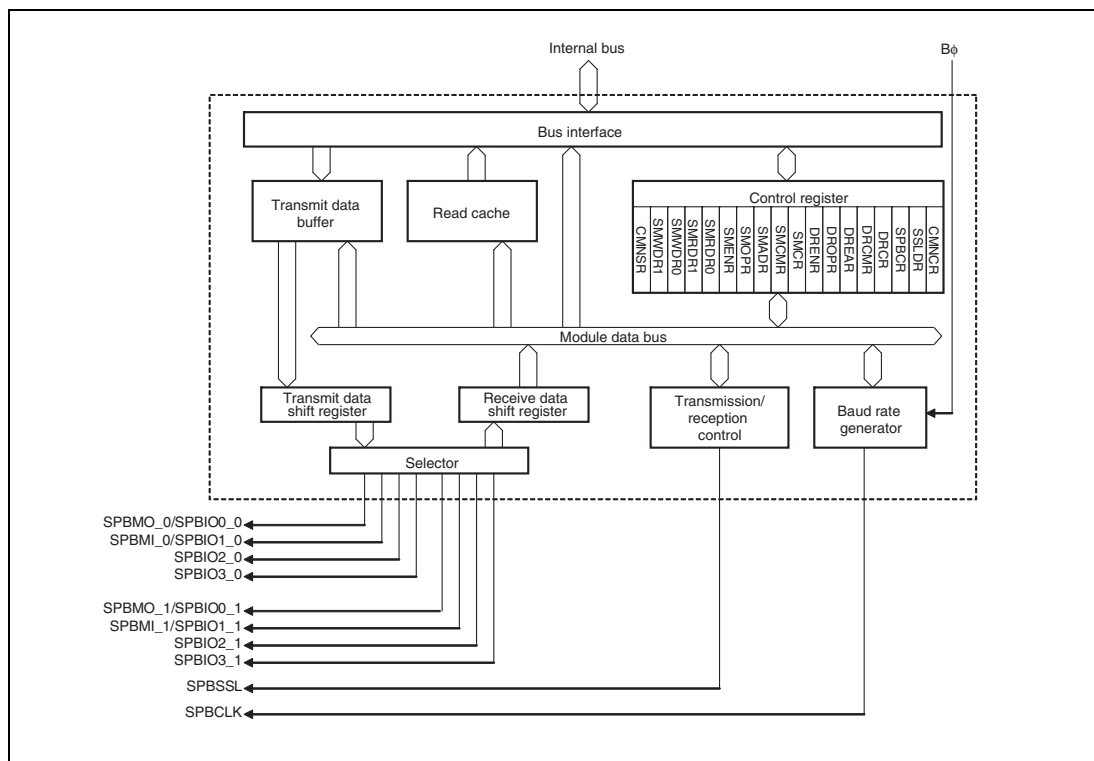 Internal bus
Bϕ
Bus interface
Transmit data
buffer
Read cache
Control register
CMNSR
SMWDR1
SMWDR0
SMRDR1
SMRDR0
SMENR
SMOPR
SMADR
SMCMR
SMCR
DRENR
DROPR
DREAR
DRCMR
DRCR
SPBCR
SSLDR
CMNCR
Module data bus
Transmit data
shift register
Receive data
shift register
Transmission/
reception
control
Baud rate
generator
Selector
SPBMO_0/SPBIO0_0
SPBMI_0/SPBIO1_0
SPBIO2_0
SPBIO3_0
SPBMO_1/SPBIO0_1
SPBMI_1/SPBIO1_1
SPBIO2_1
SPBIO3_1
SPBSSL
SPBCLK